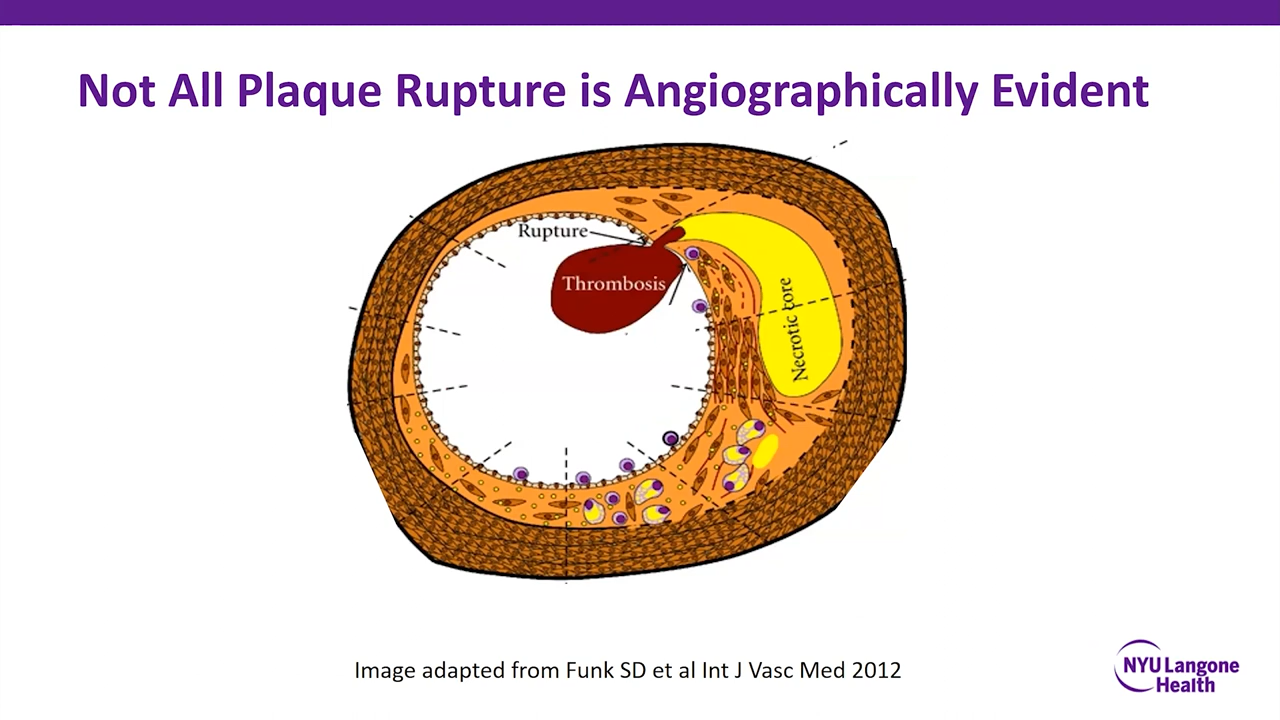 Not All Plaque Rupture is Angiographically Evident
Rupture
Thrombosis
Necrotic core
Image adapted from Funk SD et al Int J Vasc Med 2012
NYU Langone
Health